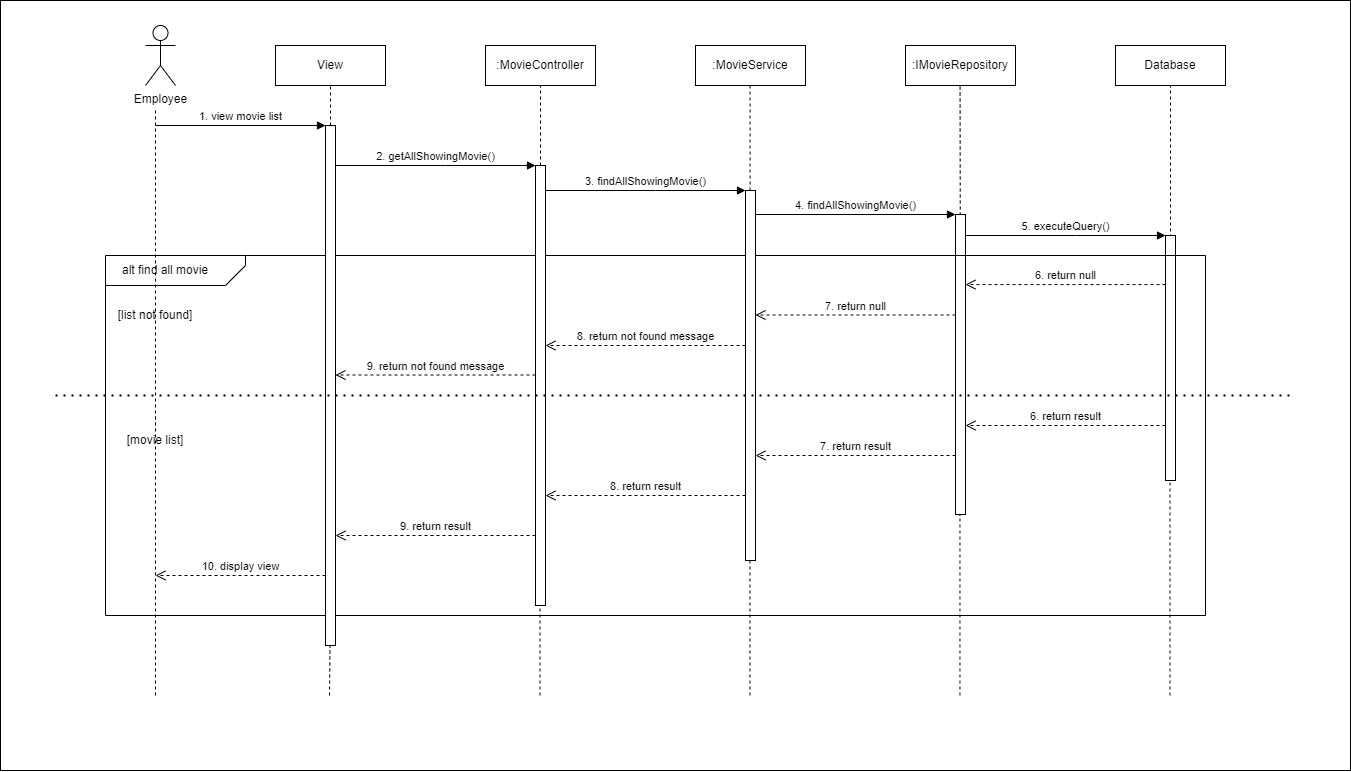 Employee
View
:MovieController
:MovieService
:IMovieRepository
Database
1. view movie list
2. getAllShowingMovie()
3. findAllShowingMovie()
4. findAllShowingMovie()
5. executeQuery()
alt find all movie
6. return null
[list not found]
7. return null
8. return not found message
9. return not found message
6. return result
[movie list]
7. return result
8. return result
9. return result
10. display view